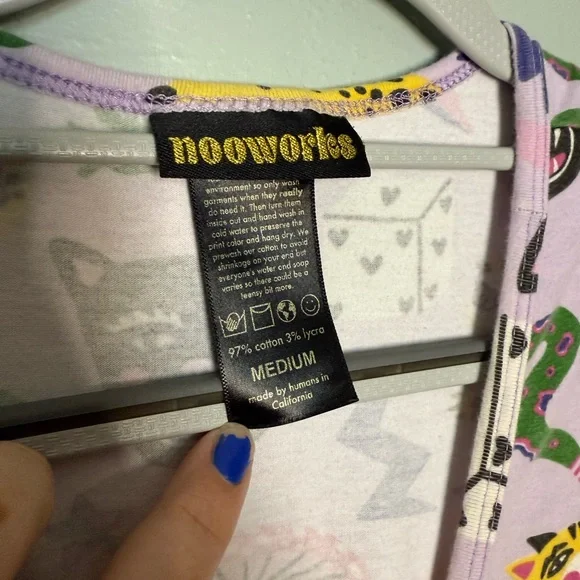 nooworks
environment so only wash
garments when they really
do need it. Then turn them
inside out and hand wash in
cold water to preserve the
print color and hang dry. We
prewash our cotton to avoid
shrinkage on your end but
everyone's water and soap
varies so there could be a
teensy bit more.
97% cotton 3% lycra
MEDIUM
made by humans in
California